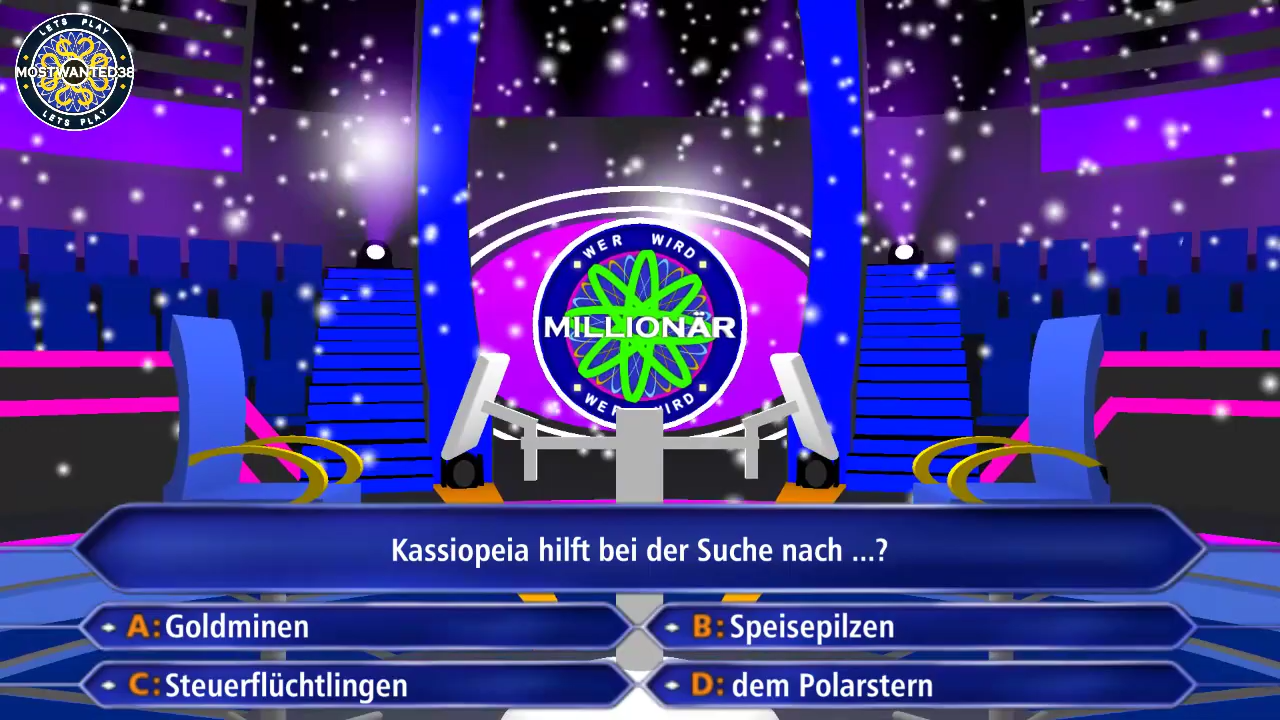 LETS PLAY
MOSTWANTED38
LETS PLAY
WER WIRD
MILLIONÄR
WER WIRD
Kassiopeia hilft bei der Suche nach ...?
A: Goldminen
B: Speisepilzen
C: Steuerflüchtlingen
D: dem Polarstern